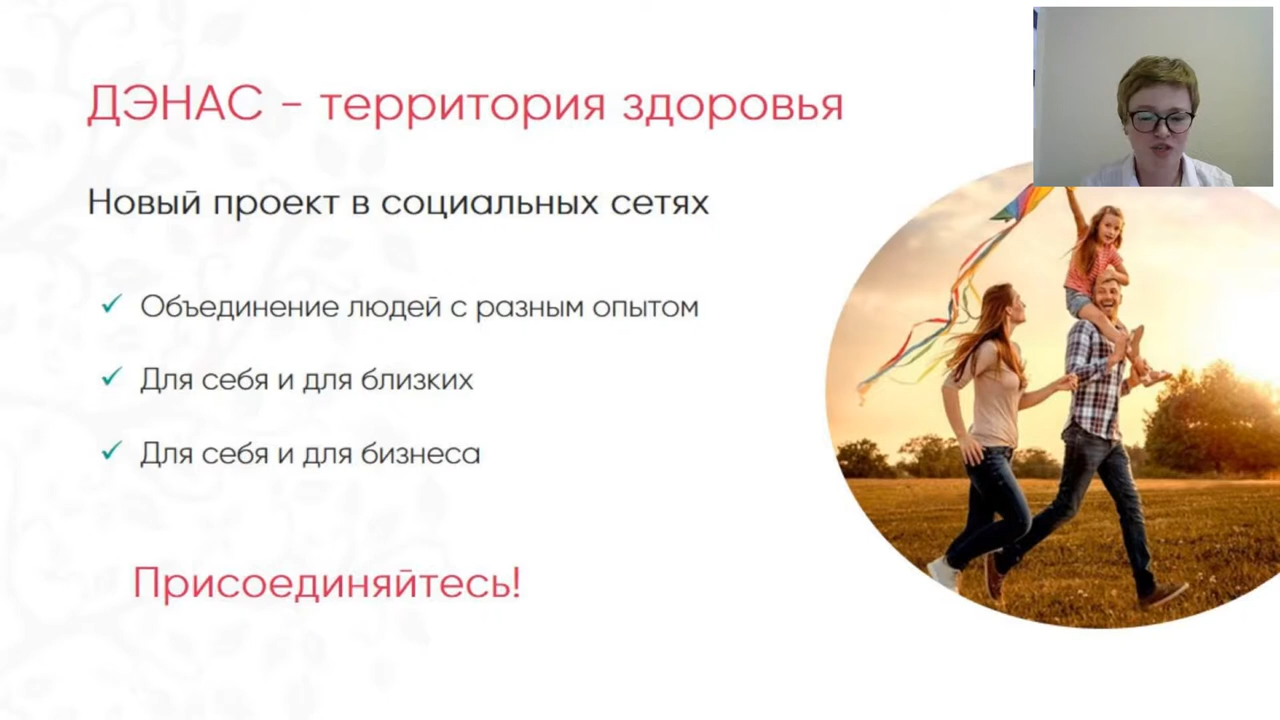 ДЭНАС - территория здоровья
Новый проект в социальных сетях
Объединение людей с разным опытом
Для себя и для близких
Для себя и для бизнеса
Присоединяйтесь!